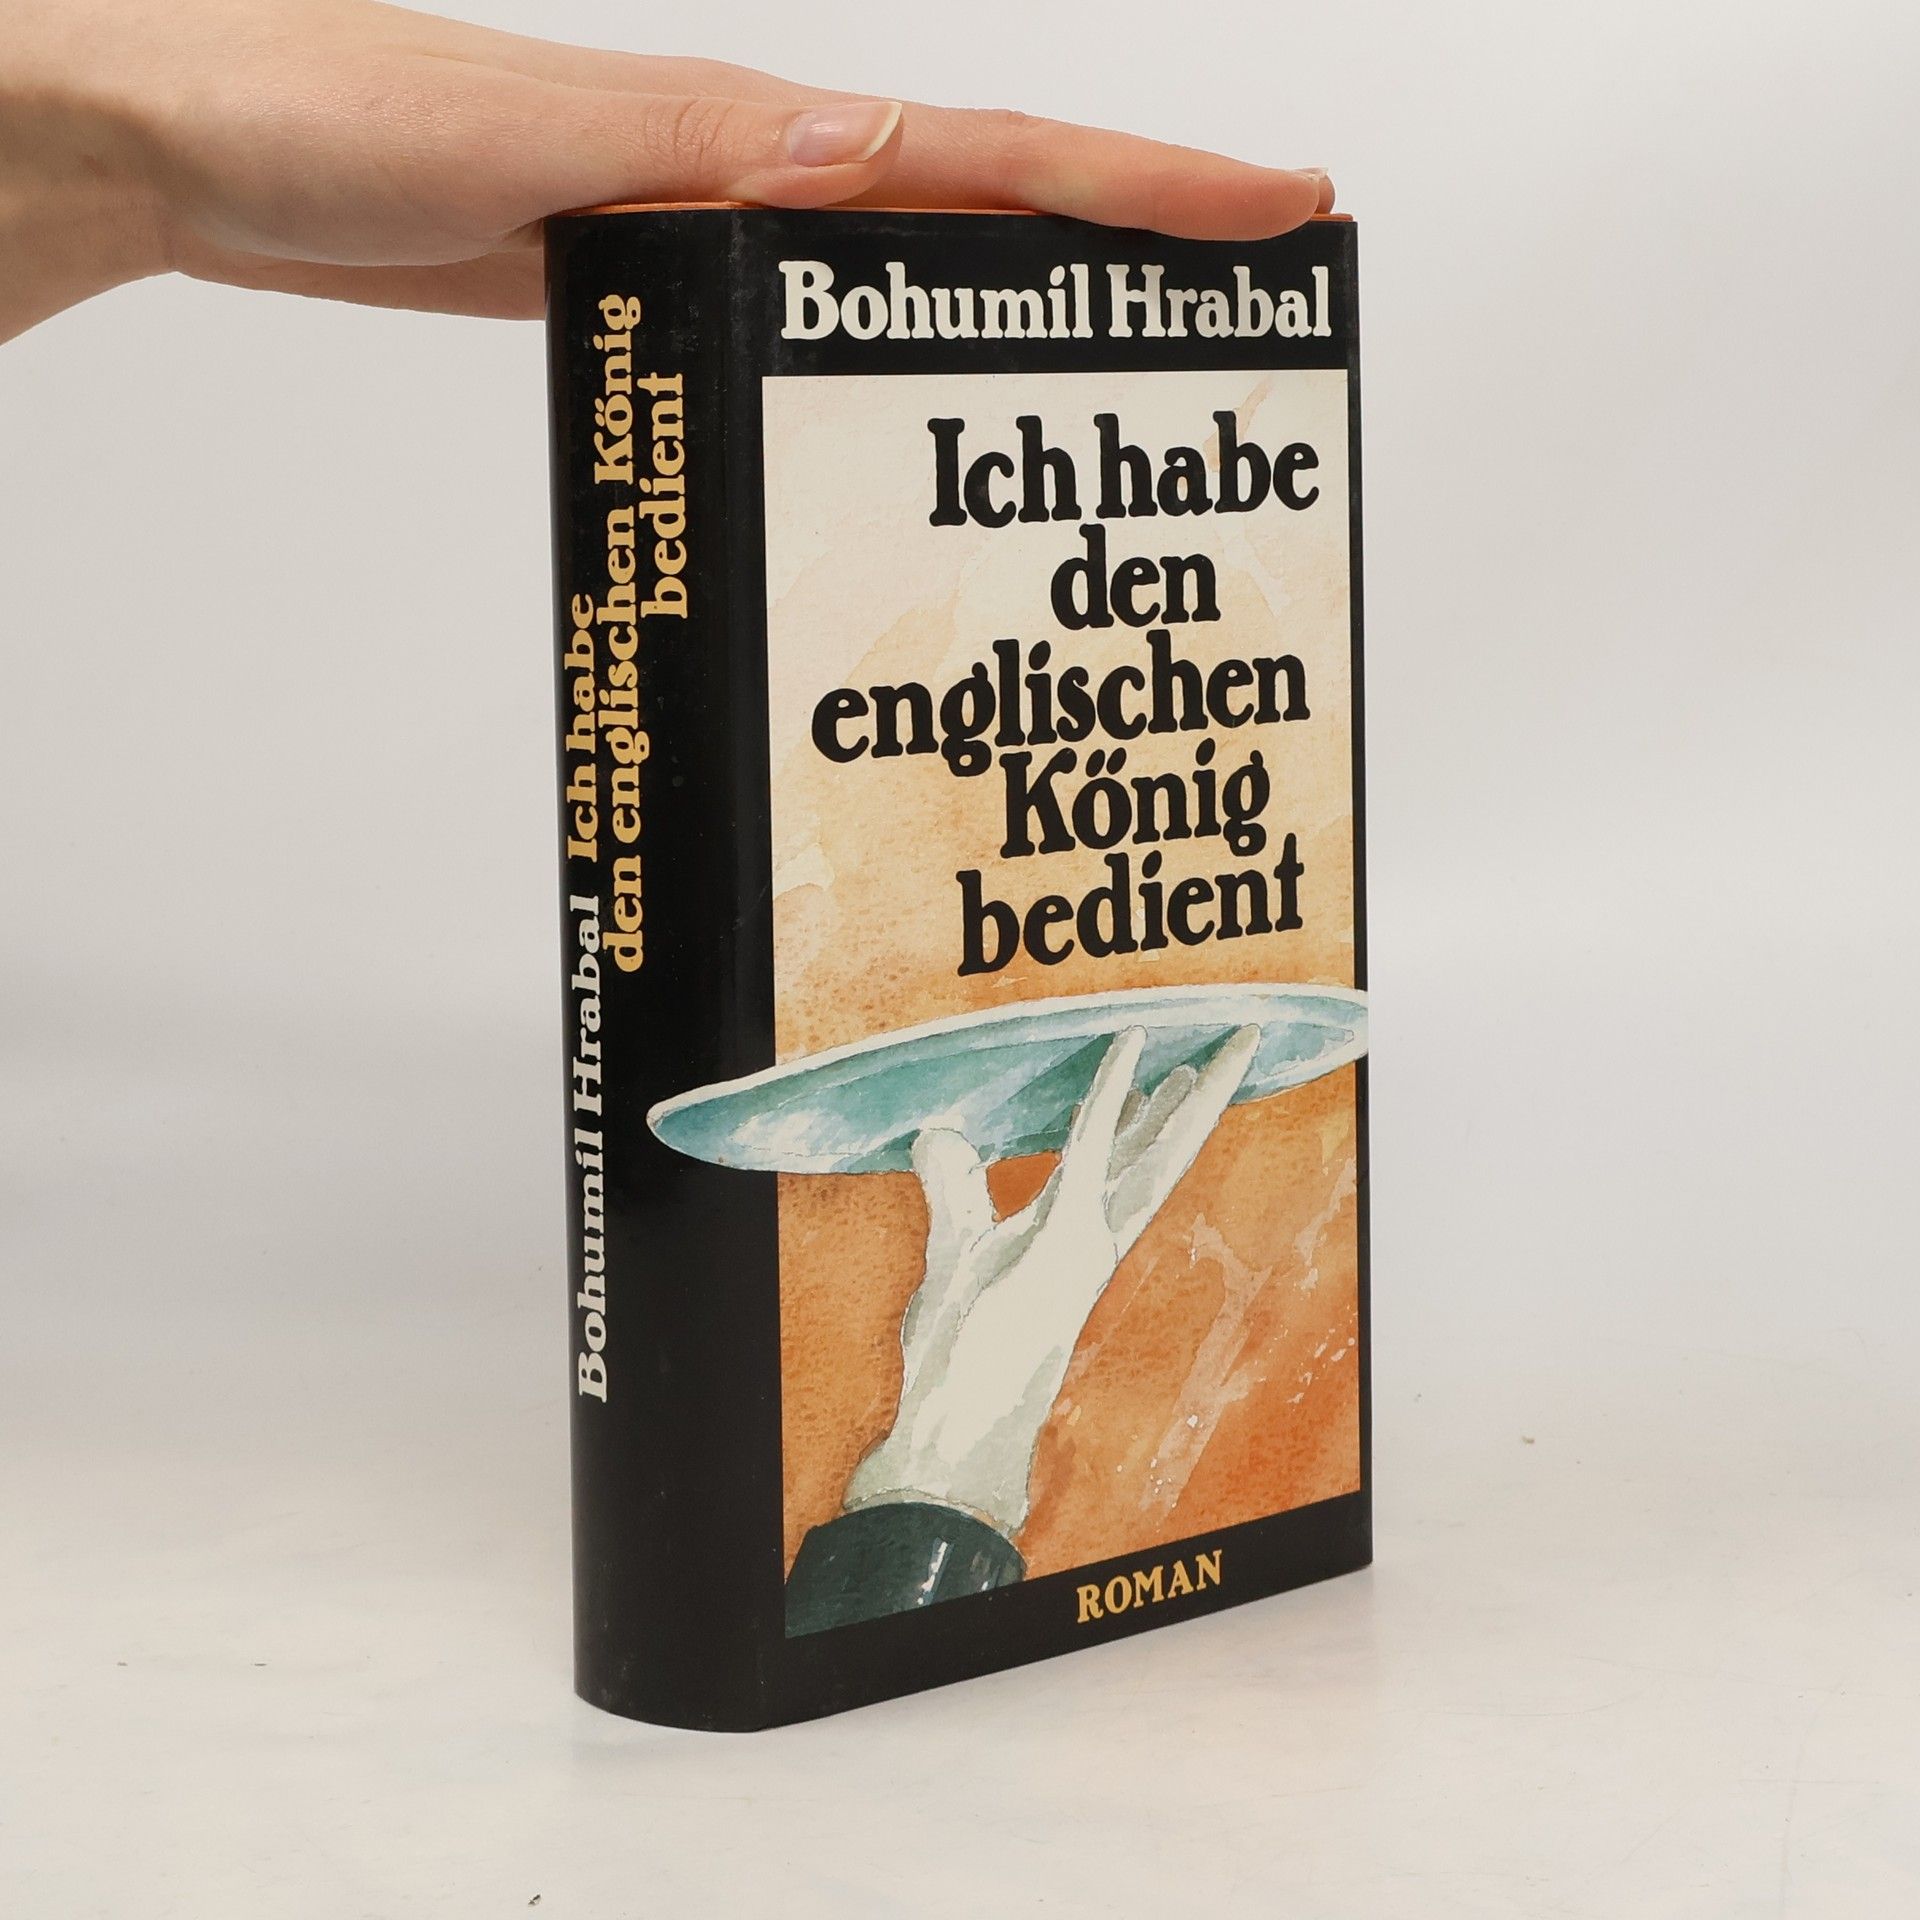 Bohumil Hrabal
Ich habe
den
englischen
König
bedient
ROMAN
Bohumil Hrabal Ich habe
den englischen König
bedient